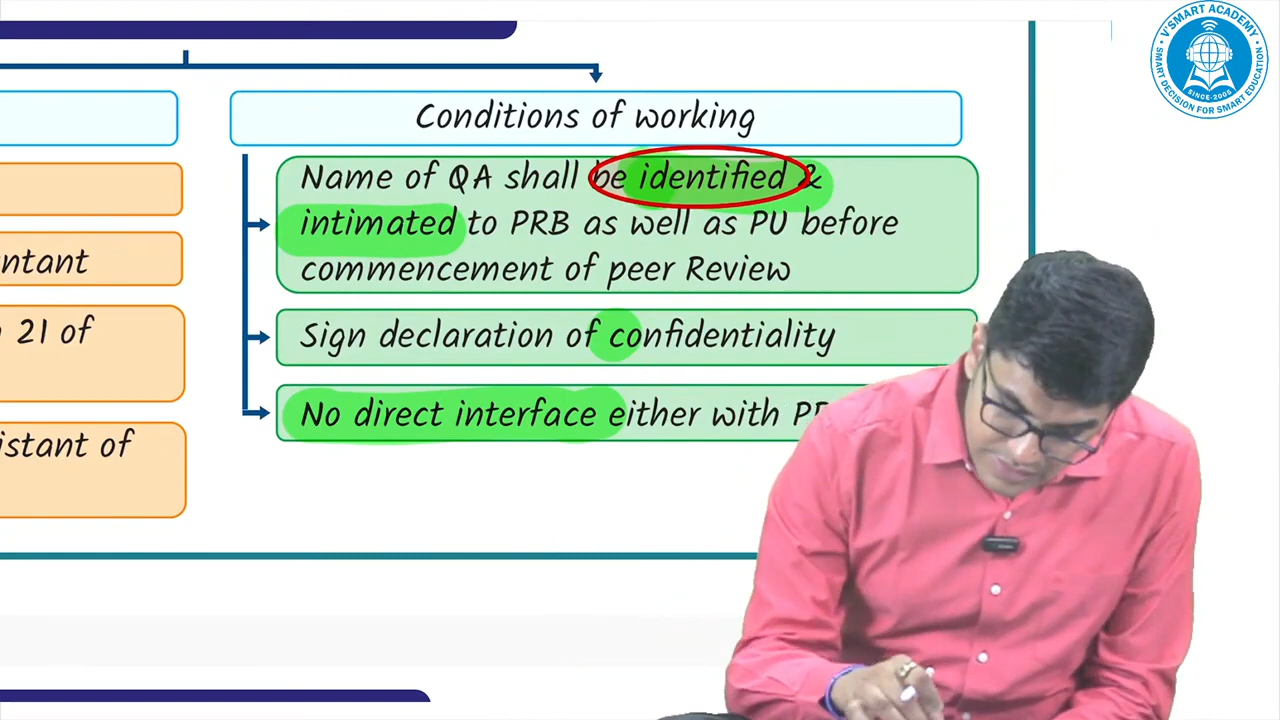 V'SMART ACADEMY
SMART DECISION FOR SMART EDUCATION
SINCE-2005
Conditions of working
Name of QA shall be identified &
intimated to PRB as well as PU before
commencement of peer Review
Sign declaration of confidentiality
No direct interface either with
ntant
21 of
istant of